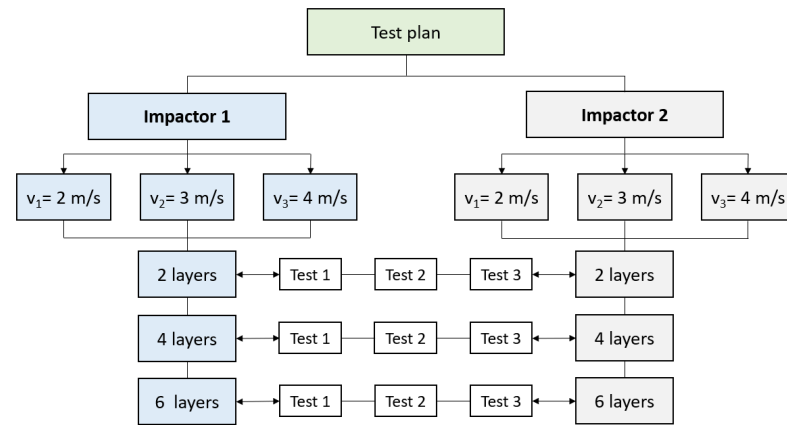 Test plan
Impactor 1
Impactor 2
v₁= 2 m/s
v₂= 3 m/s
v₃= 4 m/s
v₁= 2 m/s
v₂= 3 m/s
v₃= 4 m/s
2 layers
Test 1
Test 2
Test 3
2 layers
4 layers
Test 1
Test 2
Test 3
4 layers
6 layers
Test 1
Test 2
Test 3
6 layers